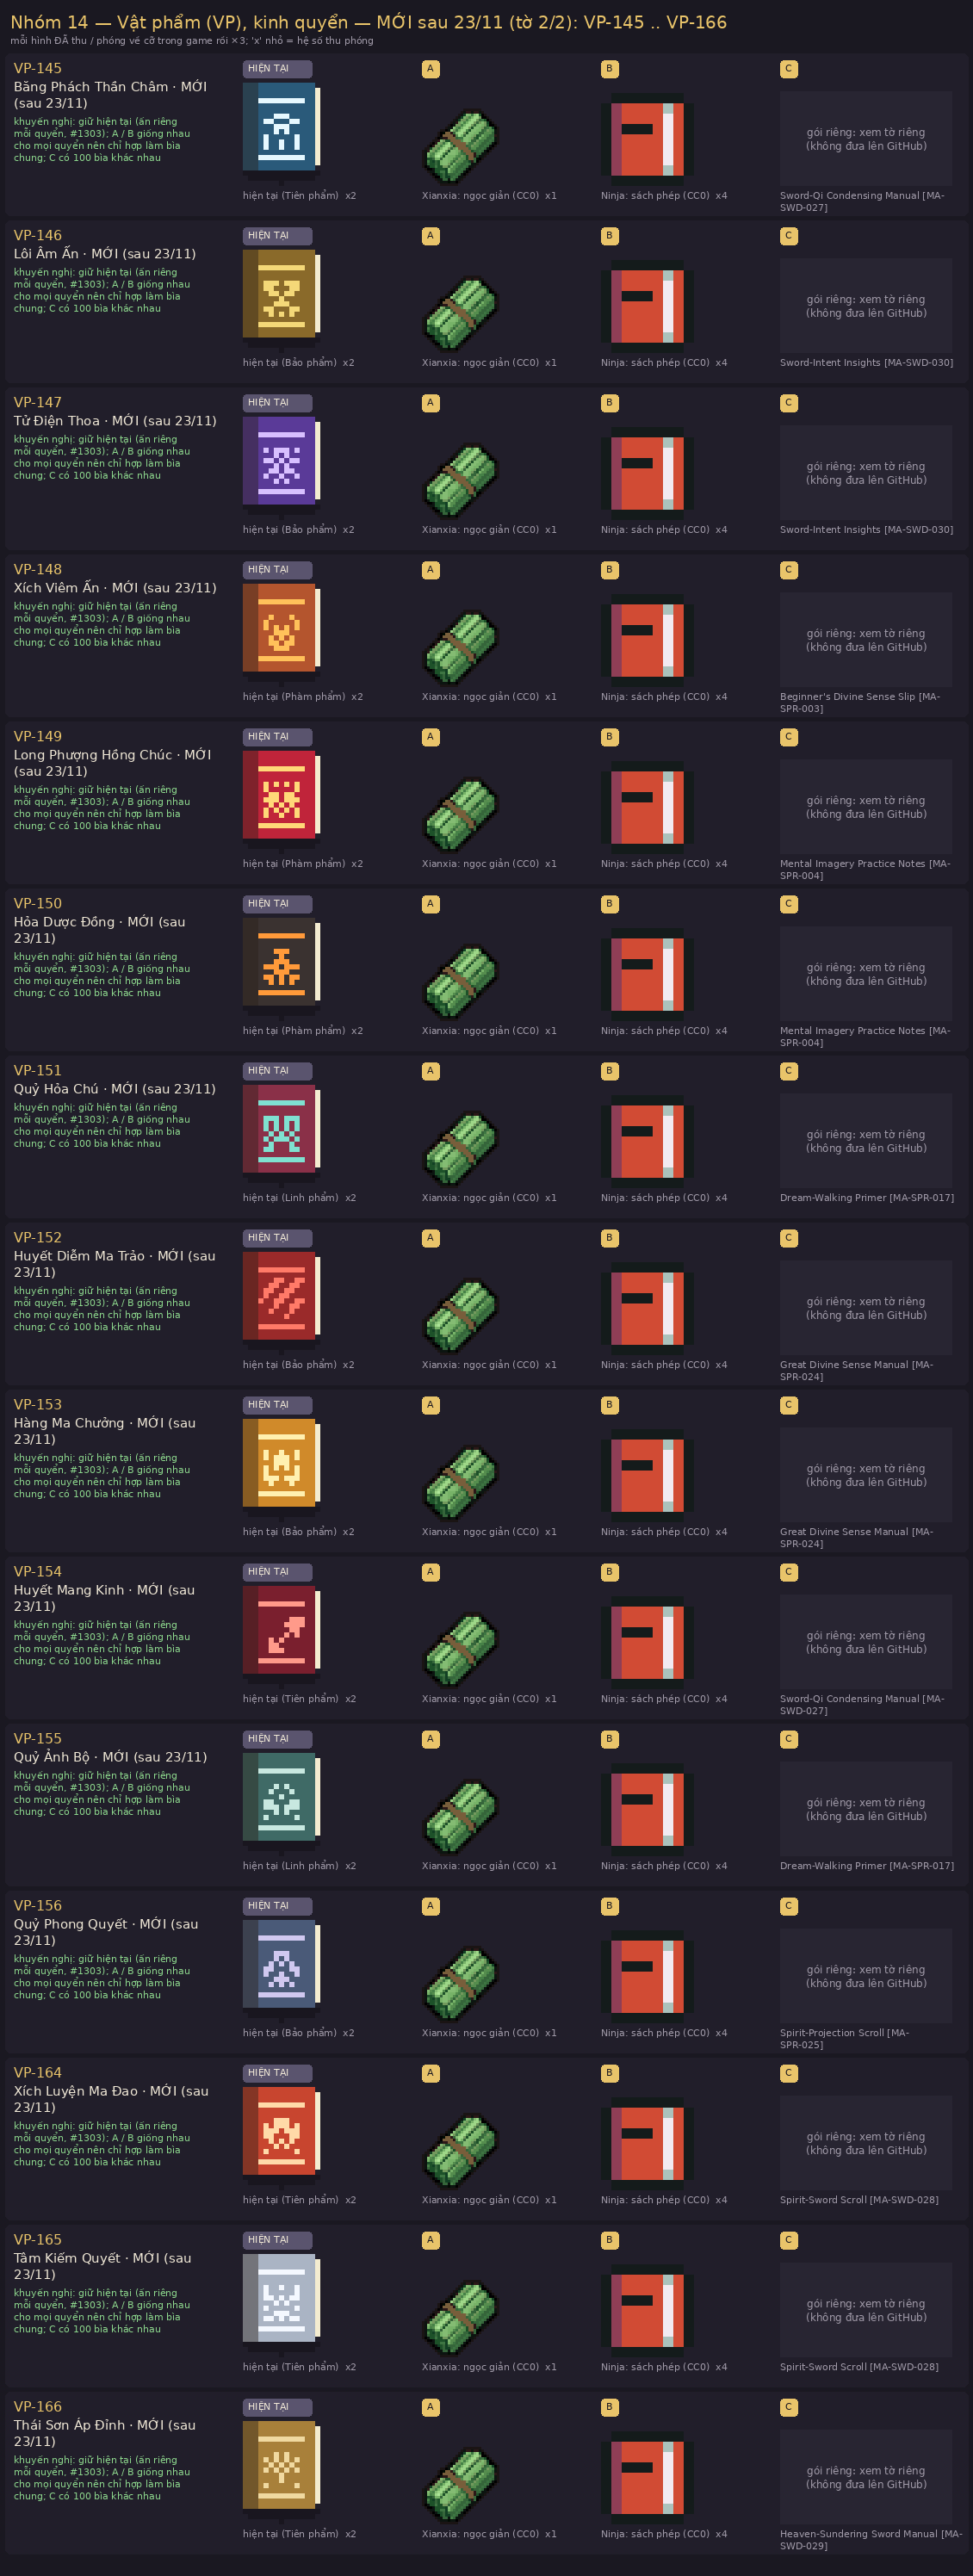 Nhóm 14 — Vật phẩm (VP), kinh quyển — MỚI sau 23/11 (tờ 2/2): VP-145 .. VP-166
mỗi hình ĐÃ thu / phóng về cỡ trong game rồi ×3; 'x' nhỏ = hệ số thu phóng
VP-145
Băng Phách Thần Châm · MỚI
(sau 23/11)
khuyến nghị: giữ hiện tại (ấn riêng
mỗi quyển, #1303); A / B giống nhau
cho mọi quyển nên chỉ hợp làm bìa
chung; C có 100 bìa khác nhau
HIỆN TẠI
hiện tại (Tiên phẩm)  x2
A
Xianxia: ngọc giản (CC0)  x1
B
Ninja: sách phép (CC0)  x4
C
gói riêng: xem tờ riêng
(không đưa lên GitHub)
Sword-Qi Condensing Manual [MA-
SWD-027]
VP-146
Lôi Âm Ấn · MỚI (sau 23/11)
khuyến nghị: giữ hiện tại (ấn riêng
mỗi quyển, #1303); A / B giống nhau
cho mọi quyển nên chỉ hợp làm bìa
chung; C có 100 bìa khác nhau
HIỆN TẠI
hiện tại (Bảo phẩm)  x2
A
Xianxia: ngọc giản (CC0)  x1
B
Ninja: sách phép (CC0)  x4
C
gói riêng: xem tờ riêng
(không đưa lên GitHub)
Sword-Intent Insights [MA-SWD-030]
VP-147
Tử Điện Thoa · MỚI (sau 23/11)
khuyến nghị: giữ hiện tại (ấn riêng
mỗi quyển, #1303); A / B giống nhau
cho mọi quyển nên chỉ hợp làm bìa
chung; C có 100 bìa khác nhau
HIỆN TẠI
hiện tại (Bảo phẩm)  x2
A
Xianxia: ngọc giản (CC0)  x1
B
Ninja: sách phép (CC0)  x4
C
gói riêng: xem tờ riêng
(không đưa lên GitHub)
Sword-Intent Insights [MA-SWD-030]
VP-148
Xích Viêm Ấn · MỚI (sau 23/11)
khuyến nghị: giữ hiện tại (ấn riêng
mỗi quyển, #1303); A / B giống nhau
cho mọi quyển nên chỉ hợp làm bìa
chung; C có 100 bìa khác nhau
HIỆN TẠI
hiện tại (Phàm phẩm)  x2
A
Xianxia: ngọc giản (CC0)  x1
B
Ninja: sách phép (CC0)  x4
C
gói riêng: xem tờ riêng
(không đưa lên GitHub)
Beginner's Divine Sense Slip [MA-
SPR-003]
VP-149
Long Phượng Hồng Chúc · MỚI
(sau 23/11)
khuyến nghị: giữ hiện tại (ấn riêng
mỗi quyển, #1303); A / B giống nhau
cho mọi quyển nên chỉ hợp làm bìa
chung; C có 100 bìa khác nhau
HIỆN TẠI
hiện tại (Phàm phẩm)  x2
A
Xianxia: ngọc giản (CC0)  x1
B
Ninja: sách phép (CC0)  x4
C
gói riêng: xem tờ riêng
(không đưa lên GitHub)
Mental Imagery Practice Notes [MA-
SPR-004]
VP-150
Hỏa Dược Đồng · MỚI (sau
23/11)
khuyến nghị: giữ hiện tại (ấn riêng
mỗi quyển, #1303); A / B giống nhau
cho mọi quyển nên chỉ hợp làm bìa
chung; C có 100 bìa khác nhau
HIỆN TẠI
hiện tại (Phàm phẩm)  x2
A
Xianxia: ngọc giản (CC0)  x1
B
Ninja: sách phép (CC0)  x4
C
gói riêng: xem tờ riêng
(không đưa lên GitHub)
Mental Imagery Practice Notes [MA-
SPR-004]
VP-151
Quỷ Hỏa Chú · MỚI (sau 23/11)
khuyến nghị: giữ hiện tại (ấn riêng
mỗi quyển, #1303); A / B giống nhau
cho mọi quyển nên chỉ hợp làm bìa
chung; C có 100 bìa khác nhau
HIỆN TẠI
hiện tại (Linh phẩm)  x2
A
Xianxia: ngọc giản (CC0)  x1
B
Ninja: sách phép (CC0)  x4
C
gói riêng: xem tờ riêng
(không đưa lên GitHub)
Dream-Walking Primer [MA-SPR-017]
VP-152
Huyết Diễm Ma Trảo · MỚI (sau
23/11)
khuyến nghị: giữ hiện tại (ấn riêng
mỗi quyển, #1303); A / B giống nhau
cho mọi quyển nên chỉ hợp làm bìa
chung; C có 100 bìa khác nhau
HIỆN TẠI
hiện tại (Bảo phẩm)  x2
A
Xianxia: ngọc giản (CC0)  x1
B
Ninja: sách phép (CC0)  x4
C
gói riêng: xem tờ riêng
(không đưa lên GitHub)
Great Divine Sense Manual [MA-
SPR-024]
VP-153
Hàng Ma Chưởng · MỚI (sau
23/11)
khuyến nghị: giữ hiện tại (ấn riêng
mỗi quyển, #1303); A / B giống nhau
cho mọi quyển nên chỉ hợp làm bìa
chung; C có 100 bìa khác nhau
HIỆN TẠI
hiện tại (Bảo phẩm)  x2
A
Xianxia: ngọc giản (CC0)  x1
B
Ninja: sách phép (CC0)  x4
C
gói riêng: xem tờ riêng
(không đưa lên GitHub)
Great Divine Sense Manual [MA-
SPR-024]
VP-154
Huyết Mang Kinh · MỚI (sau
23/11)
khuyến nghị: giữ hiện tại (ấn riêng
mỗi quyển, #1303); A / B giống nhau
cho mọi quyển nên chỉ hợp làm bìa
chung; C có 100 bìa khác nhau
HIỆN TẠI
hiện tại (Tiên phẩm)  x2
A
Xianxia: ngọc giản (CC0)  x1
B
Ninja: sách phép (CC0)  x4
C
gói riêng: xem tờ riêng
(không đưa lên GitHub)
Sword-Qi Condensing Manual [MA-
SWD-027]
VP-155
Quỷ Ảnh Bộ · MỚI (sau 23/11)
khuyến nghị: giữ hiện tại (ấn riêng
mỗi quyển, #1303); A / B giống nhau
cho mọi quyển nên chỉ hợp làm bìa
chung; C có 100 bìa khác nhau
HIỆN TẠI
hiện tại (Linh phẩm)  x2
A
Xianxia: ngọc giản (CC0)  x1
B
Ninja: sách phép (CC0)  x4
C
gói riêng: xem tờ riêng
(không đưa lên GitHub)
Dream-Walking Primer [MA-SPR-017]
VP-156
Quỷ Phong Quyết · MỚI (sau
23/11)
khuyến nghị: giữ hiện tại (ấn riêng
mỗi quyển, #1303); A / B giống nhau
cho mọi quyển nên chỉ hợp làm bìa
chung; C có 100 bìa khác nhau
HIỆN TẠI
hiện tại (Bảo phẩm)  x2
A
Xianxia: ngọc giản (CC0)  x1
B
Ninja: sách phép (CC0)  x4
C
gói riêng: xem tờ riêng
(không đưa lên GitHub)
Spirit-Projection Scroll [MA-
SPR-025]
VP-164
Xích Luyện Ma Đao · MỚI (sau
23/11)
khuyến nghị: giữ hiện tại (ấn riêng
mỗi quyển, #1303); A / B giống nhau
cho mọi quyển nên chỉ hợp làm bìa
chung; C có 100 bìa khác nhau
HIỆN TẠI
hiện tại (Tiên phẩm)  x2
A
Xianxia: ngọc giản (CC0)  x1
B
Ninja: sách phép (CC0)  x4
C
gói riêng: xem tờ riêng
(không đưa lên GitHub)
Spirit-Sword Scroll [MA-SWD-028]
VP-165
Tâm Kiếm Quyết · MỚI (sau
23/11)
khuyến nghị: giữ hiện tại (ấn riêng
mỗi quyển, #1303); A / B giống nhau
cho mọi quyển nên chỉ hợp làm bìa
chung; C có 100 bìa khác nhau
HIỆN TẠI
hiện tại (Tiên phẩm)  x2
A
Xianxia: ngọc giản (CC0)  x1
B
Ninja: sách phép (CC0)  x4
C
gói riêng: xem tờ riêng
(không đưa lên GitHub)
Spirit-Sword Scroll [MA-SWD-028]
VP-166
Thái Sơn Áp Đỉnh · MỚI (sau
23/11)
khuyến nghị: giữ hiện tại (ấn riêng
mỗi quyển, #1303); A / B giống nhau
cho mọi quyển nên chỉ hợp làm bìa
chung; C có 100 bìa khác nhau
HIỆN TẠI
hiện tại (Tiên phẩm)  x2
A
Xianxia: ngọc giản (CC0)  x1
B
Ninja: sách phép (CC0)  x4
C
gói riêng: xem tờ riêng
(không đưa lên GitHub)
Heaven-Sundering Sword Manual [MA-
SWD-029]